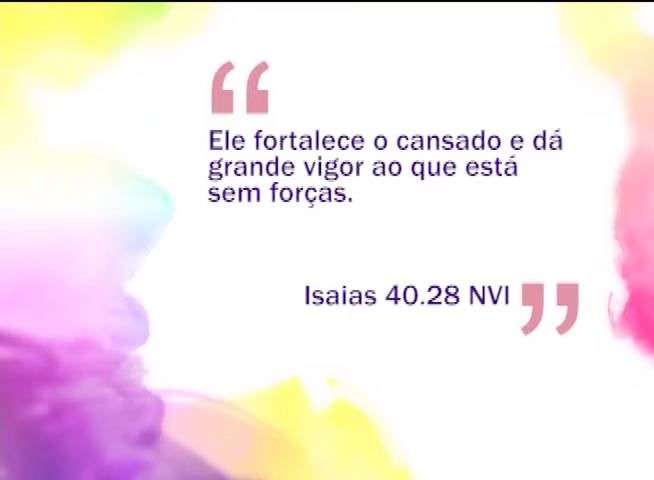 “
Ele fortalece o cansado e dá
grande vigor ao que está
sem forças.
Isaias 40.28 NVI ”